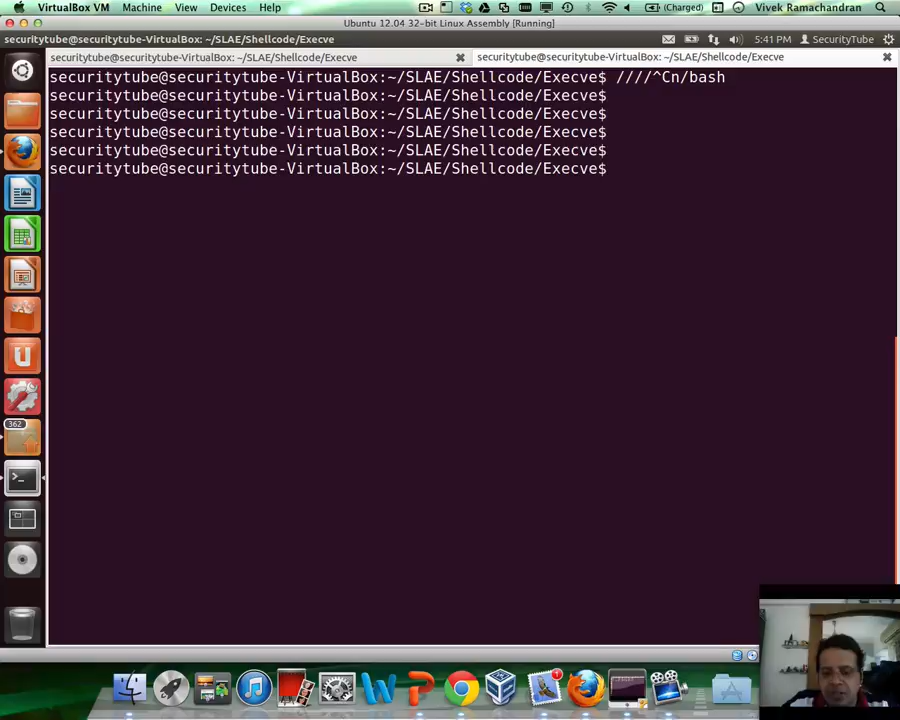 VirtualBox VM Machine View Devices Help (Charged) Vivek Ramachandran
Ubuntu 12.04 32-bit Linux Assembly [Running]
securitytube@securitytube-VirtualBox: ~/SLAE/Shellcode/Execve 5:41 PM SecurityTube
securitytube@securitytube-VirtualBox: ~/SLAE/Shellcode/Execve securitytube@securitytube-VirtualBox: ~/SLAE/Shellcode/Execve
securitytube@securitytube-VirtualBox:~/SLAE/Shellcode/Execve$ ////^Cn/bash
securitytube@securitytube-VirtualBox:~/SLAE/Shellcode/Execve$
securitytube@securitytube-VirtualBox:~/SLAE/Shellcode/Execve$
securitytube@securitytube-VirtualBox:~/SLAE/Shellcode/Execve$
securitytube@securitytube-VirtualBox:~/SLAE/Shellcode/Execve$
securitytube@securitytube-VirtualBox:~/SLAE/Shellcode/Execve$
362